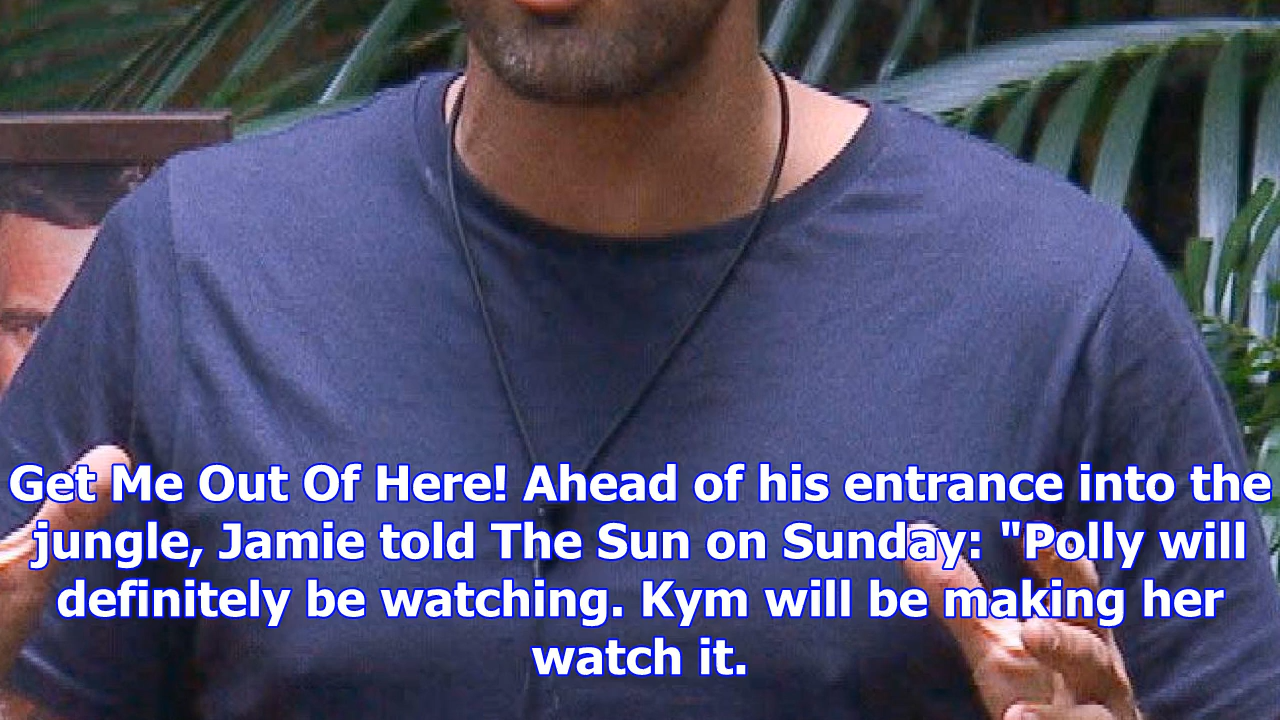 Get Me Out Of Here! Ahead of his entrance into the
jungle, Jamie told The Sun on Sunday: "Polly will
definitely be watching. Kym will be making her
watch it.